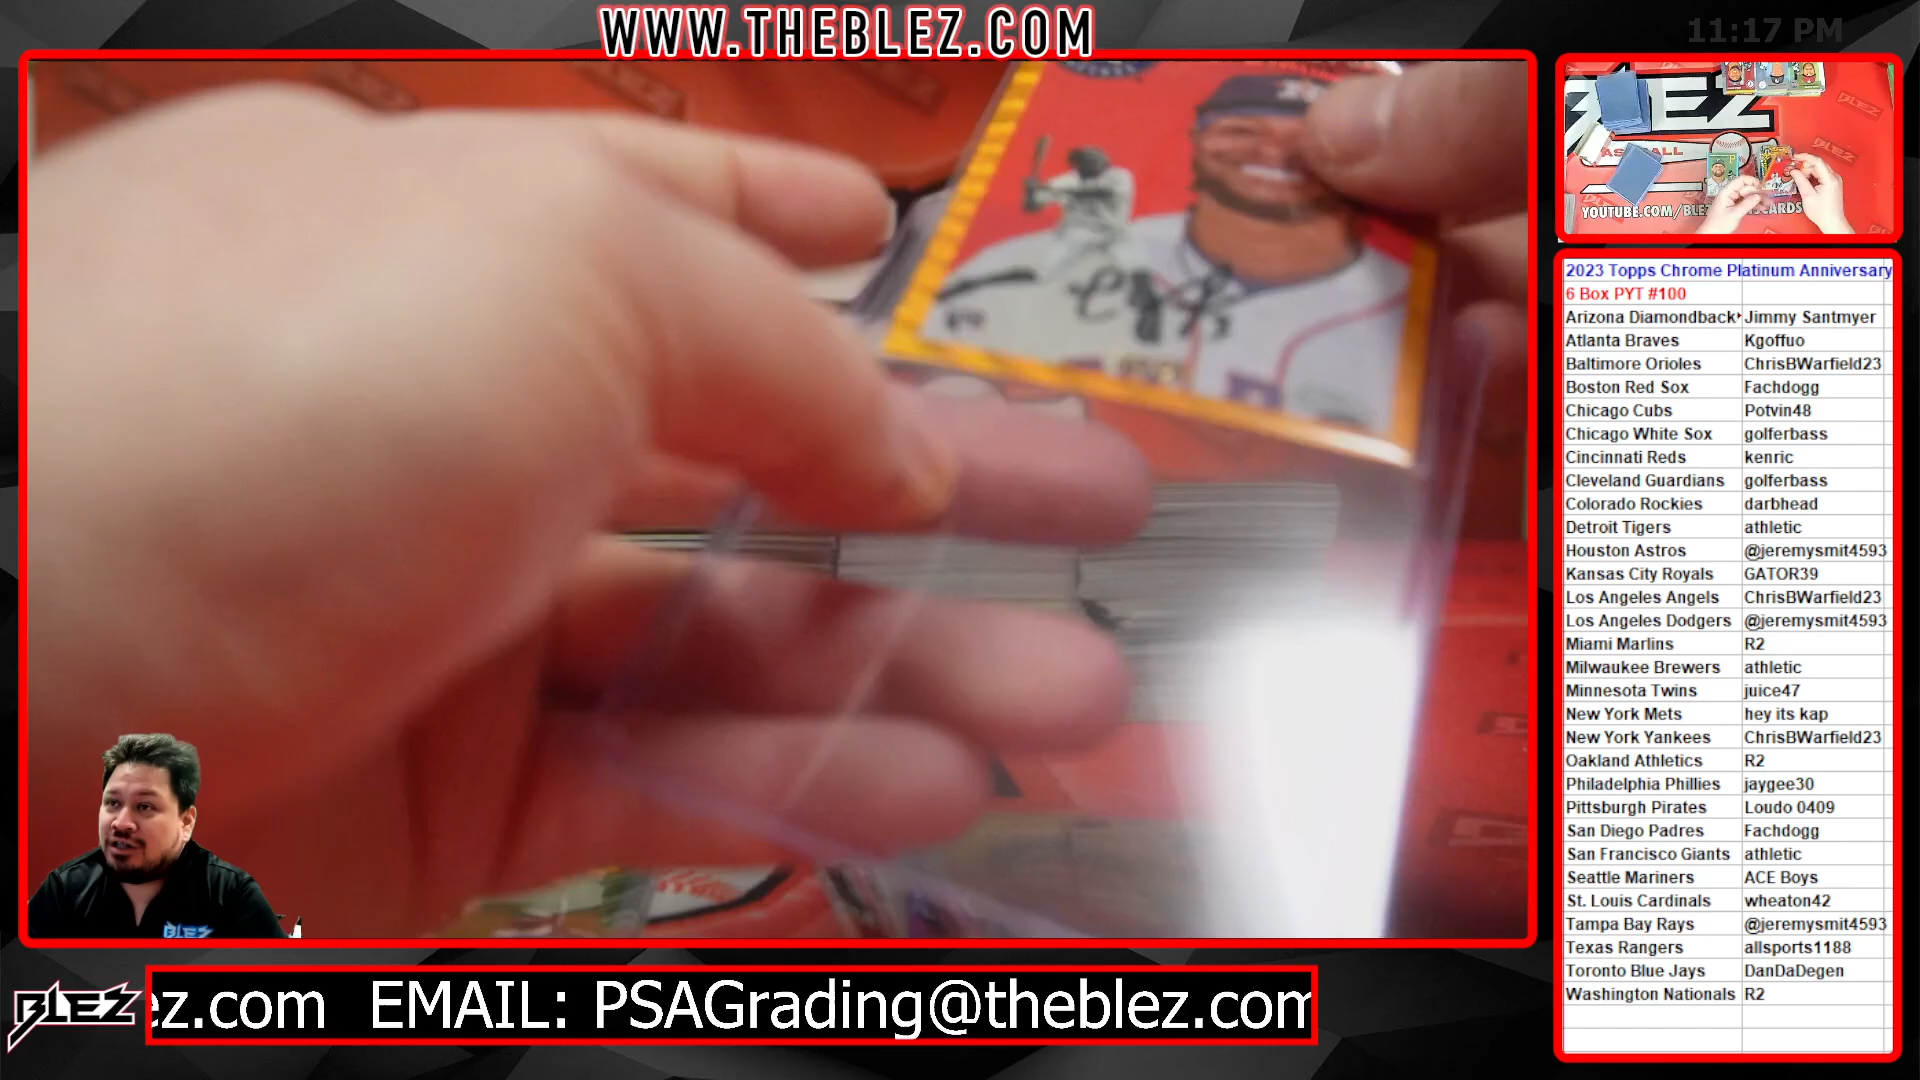 WWW.THEBLEZ.COM
11:17 PM
BLEZ
YOUTUBE.COM/BLE
2023 Topps Chrome Platinum Anniversary
6 Box PYT #100
Arizona Diamondback Jimmy Santmyer
Atlanta Braves Kgoffuo
Baltimore Orioles ChrisBWarfield23
Boston Red Sox Fachdogg
Chicago Cubs Potvin48
Chicago White Sox golferbass
Cincinnati Reds kenric
Cleveland Guardians golferbass
Colorado Rockies darbhead
Detroit Tigers athletic
Houston Astros @jeremysmit4593
Kansas City Royals GATOR39
Los Angeles Angels ChrisBWarfield23
Los Angeles Dodgers @jeremysmit4593
Miami Marlins R2
Milwaukee Brewers athletic
Minnesota Twins juice47
New York Mets hey its kap
New York Yankees ChrisBWarfield23
Oakland Athletics R2
Philadelphia Phillies jaygee30
Pittsburgh Pirates Loudo 0409
San Diego Padres Fachdogg
San Francisco Giants athletic
Seattle Mariners ACE Boys
St. Louis Cardinals wheaton42
Tampa Bay Rays @jeremysmit4593
Texas Rangers allsports1188
Toronto Blue Jays DanDaDegen
Washington Nationals R2
BLEZ
BLEZ
ez.com EMAIL: PSAGrading@theblez.com